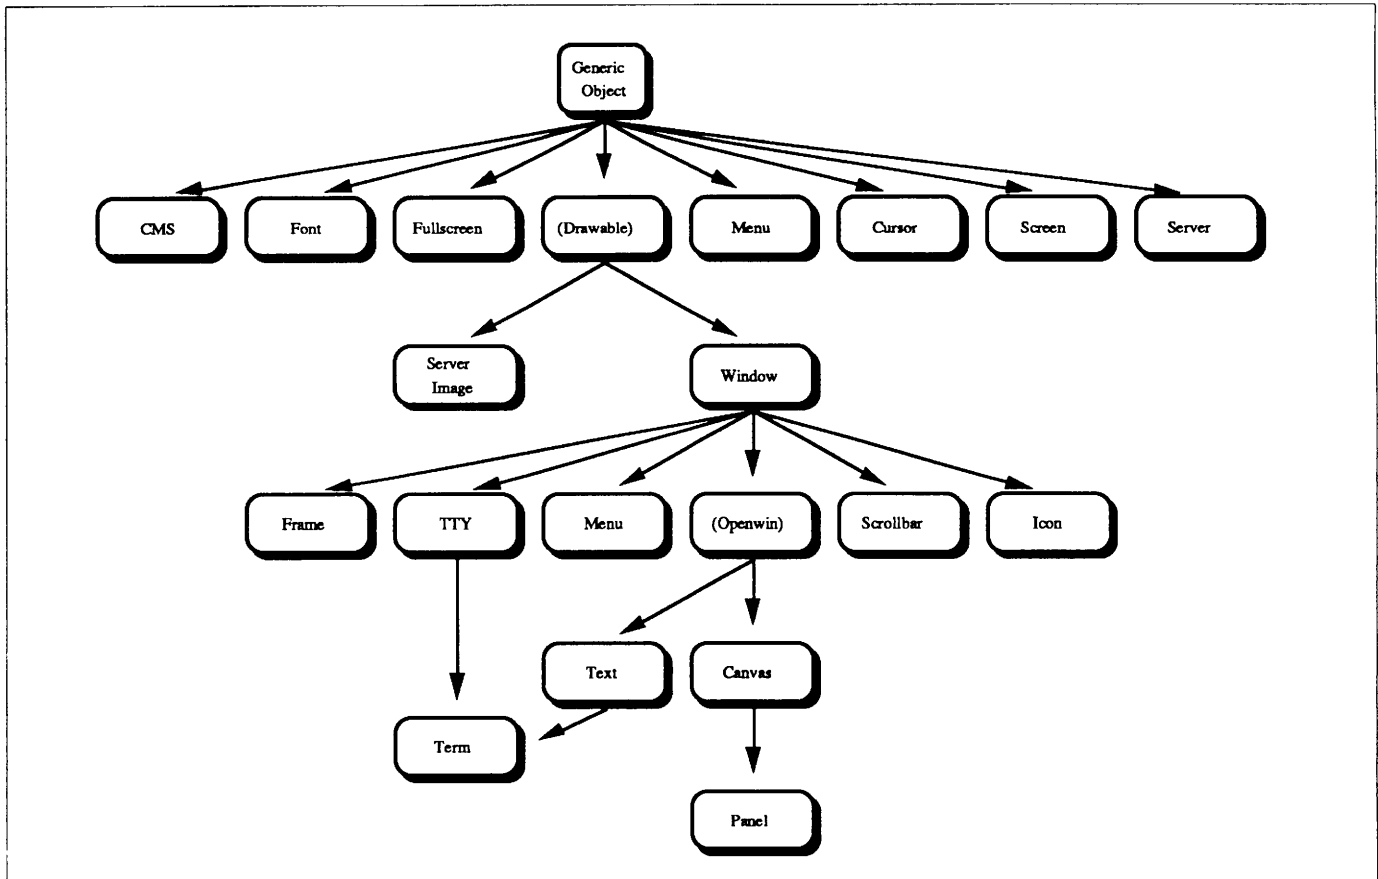 Generic
Object
CMS
Font
Fullscreen
(Drawable)
Menu
Cursor
Screen
Server
Server
Image
Window
Frame
TTY
Menu
(Openwin)
Scrollbar
Icon
Text
Canvas
Term
Panel